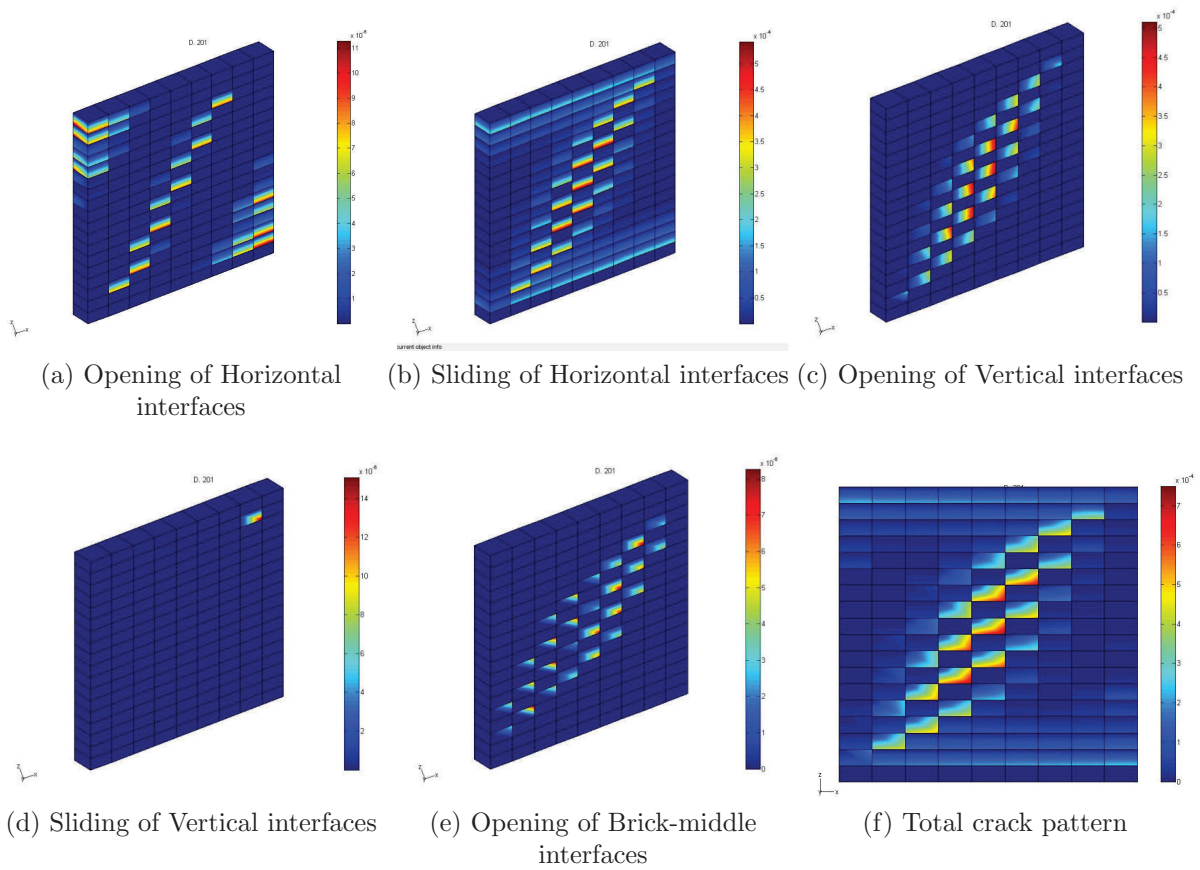 D. 201
x 10⁻⁶
11
10
9
8
7
6
5
4
3
2
1
z
x
(a) Opening of Horizontal
interfaces
D. 201
x 10⁻⁴
5
4.5
4
3.5
3
2.5
2
1.5
1
0.5
z
x
current object info
(b) Sliding of Horizontal interfaces
D. 201
x 10⁻⁴
5
4.5
4
3.5
3
2.5
2
1.5
1
0.5
z
x
(c) Opening of Vertical interfaces
D. 201
14
12
10
8
6
4
2
z
x
(d) Sliding of Vertical interfaces
D. 201
8
7
6
5
4
3
2
1
0
z
x
(e) Opening of Brick-middle
interfaces
x 10⁻⁴
7
6
5
4
3
2
1
0
z
x
(f) Total crack pattern